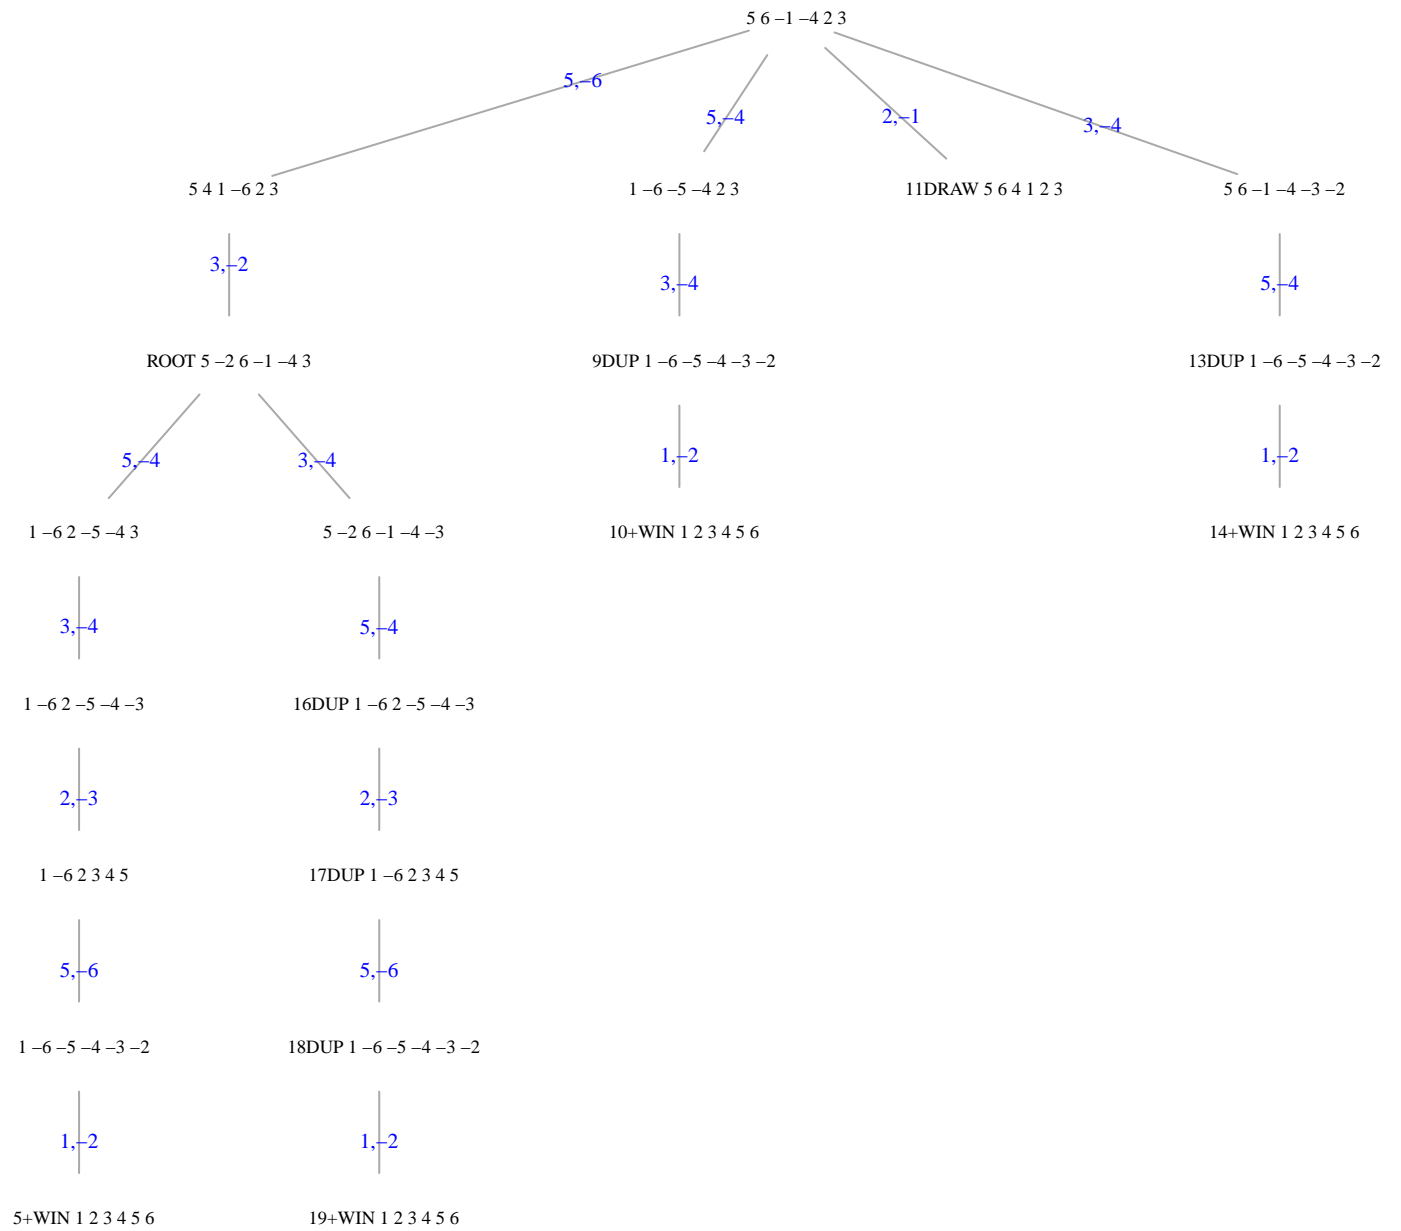 5 6 –1 –4 2 3
5,–6
5,–4
2,–1
3,–4
5 4 1 –6 2 3
1 –6 –5 –4 2 3
11DRAW 5 6 4 1 2 3
5 6 –1 –4 –3 –2
3,–2
3,–4
5,–4
ROOT 5 –2 6 –1 –4 3
9DUP 1 –6 –5 –4 –3 –2
13DUP 1 –6 –5 –4 –3 –2
5,–4
3,–4
1,–2
1,–2
1 –6 2 –5 –4 3
5 –2 6 –1 –4 –3
10+WIN 1 2 3 4 5 6
14+WIN 1 2 3 4 5 6
3,–4
5,–4
1 –6 2 –5 –4 –3
16DUP 1 –6 2 –5 –4 –3
2,–3
2,–3
1 –6 2 3 4 5
17DUP 1 –6 2 3 4 5
5,–6
5,–6
1 –6 –5 –4 –3 –2
18DUP 1 –6 –5 –4 –3 –2
1,–2
1,–2
5+WIN 1 2 3 4 5 6
19+WIN 1 2 3 4 5 6